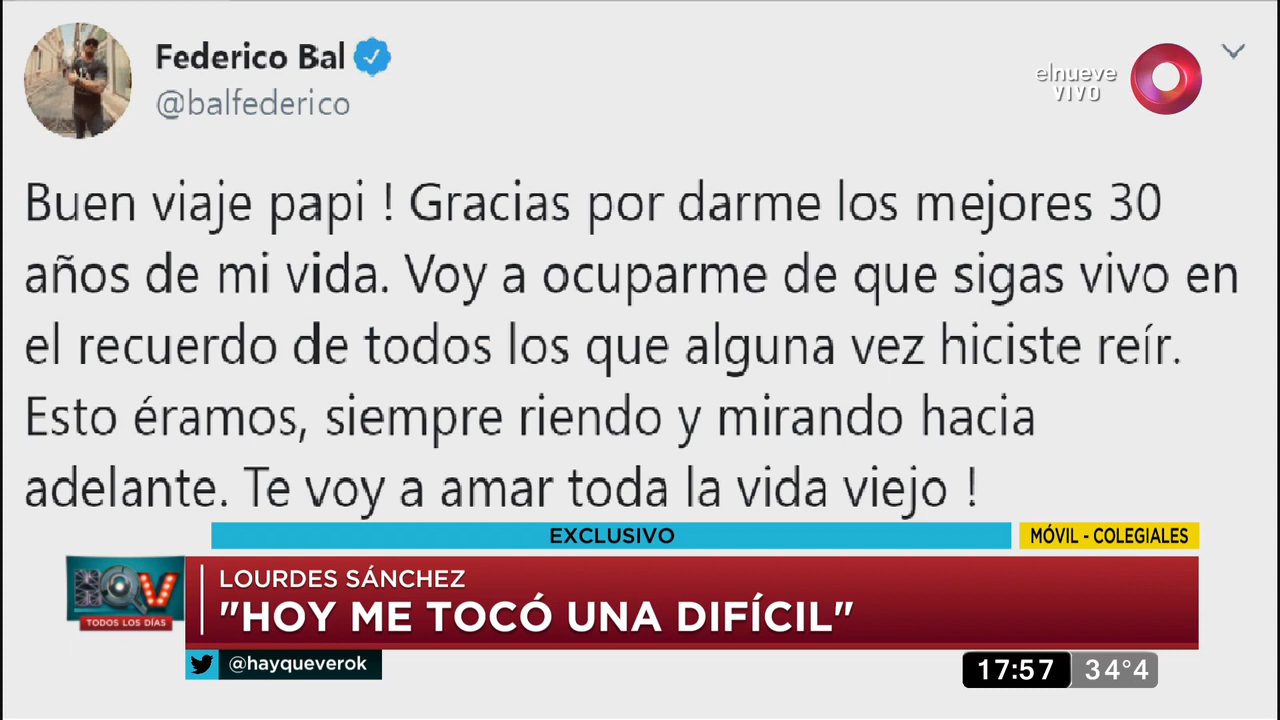 Federico Bal
@balfederico
elnueve
VIVO
Buen viaje papi ! Gracias por darme los mejores 30
años de mi vida. Voy a ocuparme de que sigas vivo en
el recuerdo de todos los que alguna vez hiciste reír.
Esto éramos, siempre riendo y mirando hacia
adelante. Te voy a amar toda la vida viejo !
EXCLUSIVO
MÓVIL - COLEGIALES
HQV
TODOS LOS DÍAS
LOURDES SÁNCHEZ
"HOY ME TOCÓ UNA DIFÍCIL"
@hayqueverok
17:57 34°4